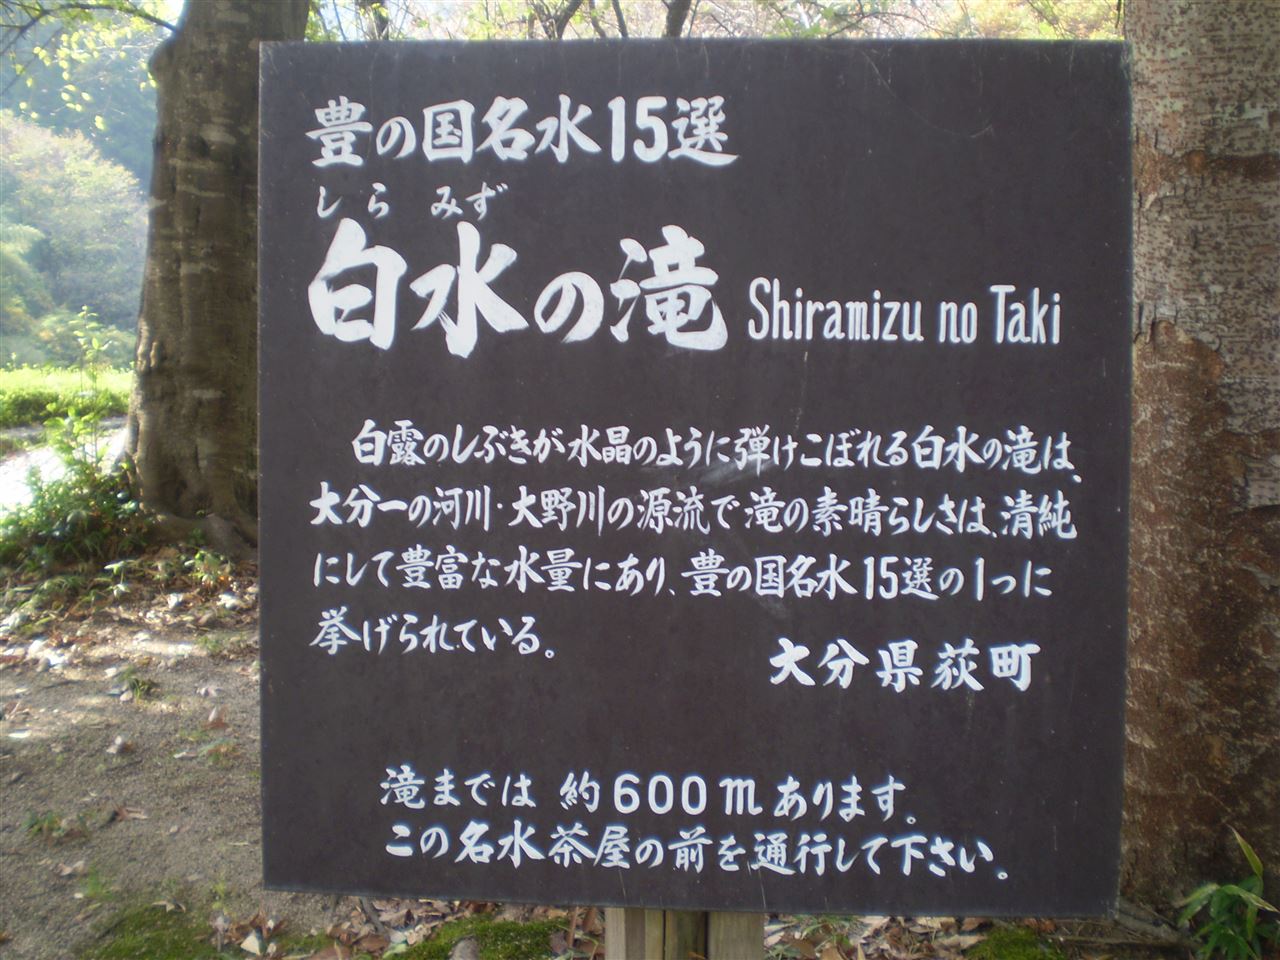 豊の国名水15選
しらみず
白水の滝 Shiramizu no Taki
白露のしぶきが水晶のように弾けこぼれる白水の滝は、
大分一の河川・大野川の源流で滝の素晴らしさは、清純
にして豊富な水量にあり、豊の国名水15選の1つに
挙げられている。
大分県荻町
滝までは 約600mあります。
この名水茶屋の前を通行して下さい。